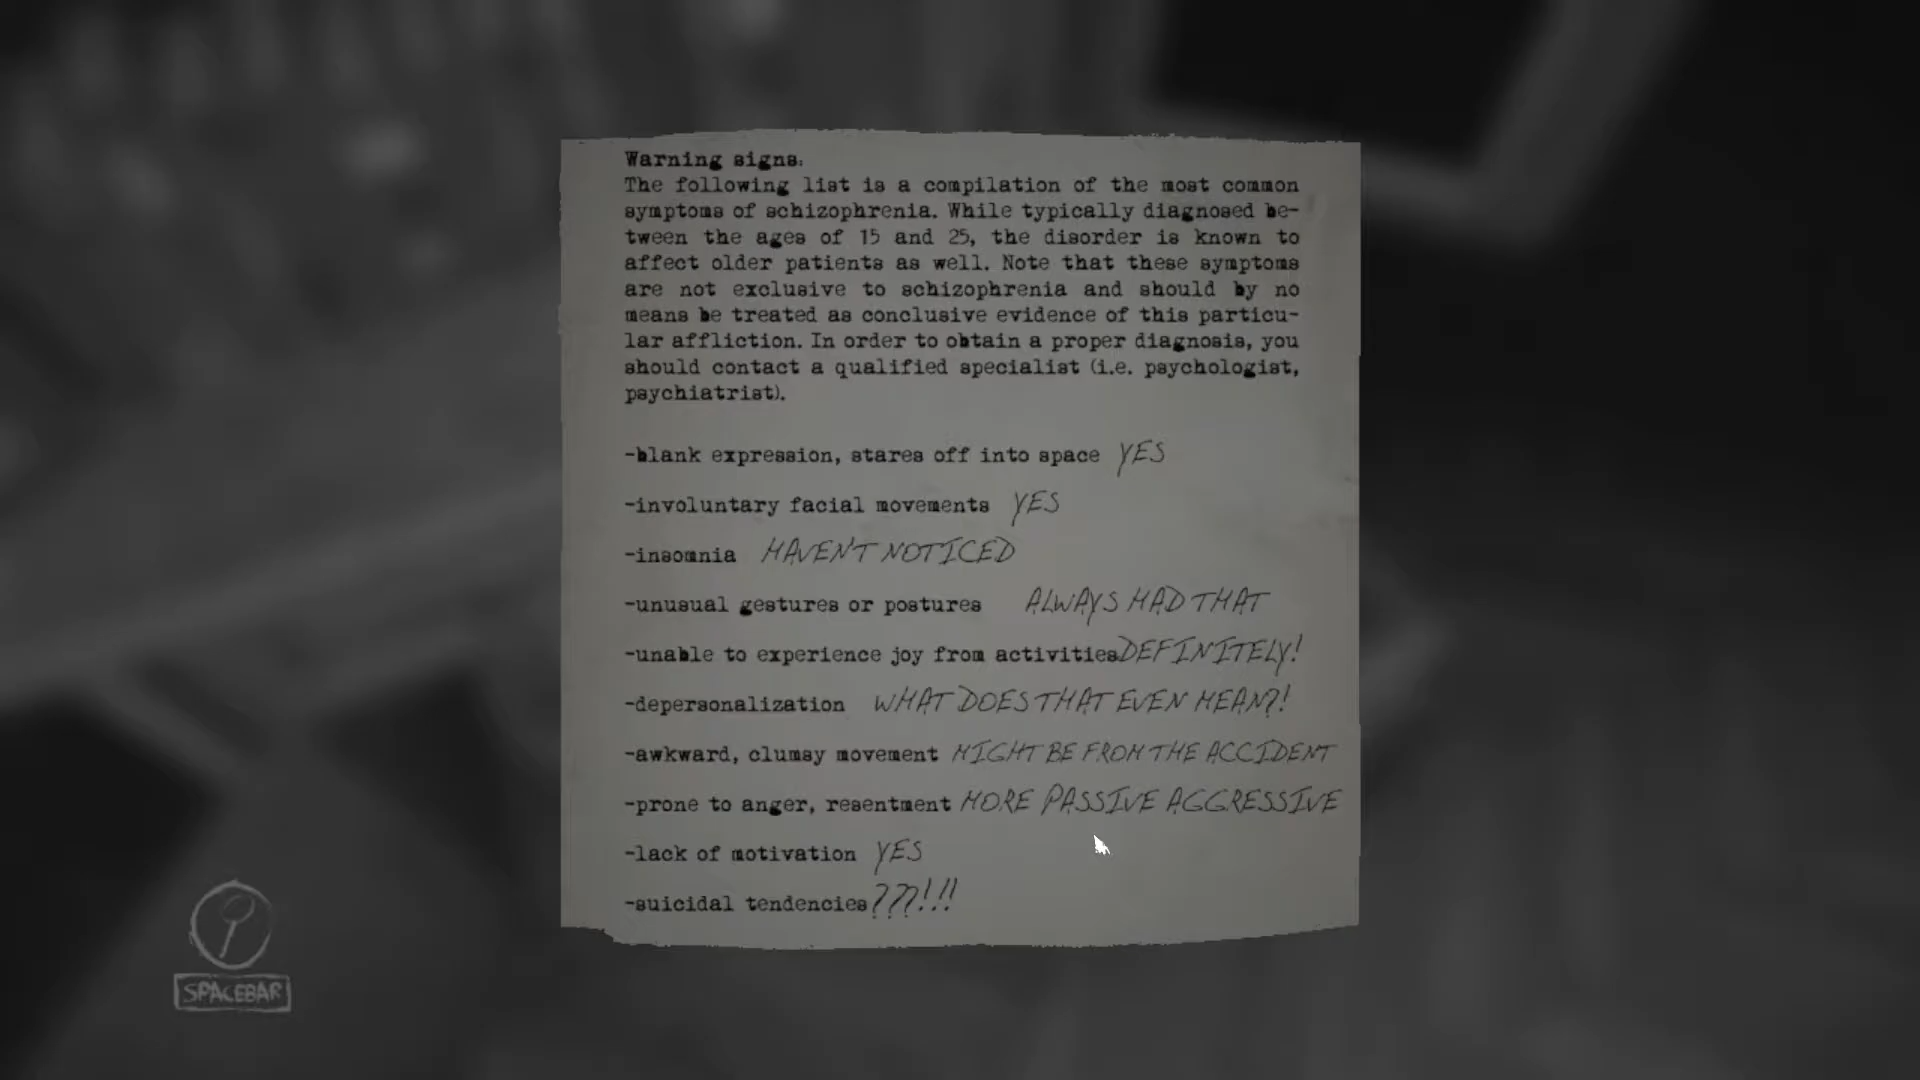 Warning signs:
The following list is a compilation of the most common
symptoms of schizophrenia. While typically diagnosed be-
tween the ages of 15 and 25, the disorder is known to
affect older patients as well. Note that these symptoms
are not exclusive to schizophrenia and should by no
means be treated as conclusive evidence of this particu-
lar affliction. In order to obtain a proper diagnosis, you
should contact a qualified specialist (i.e. psychologist,
psychiatrist).
-blank expression, stares off into space YES
-involuntary facial movements YES
-insomnia HAVEN'T NOTICED
-unusual gestures or postures ALWAYS HAD THAT
-unable to experience joy from activities DEFINITELY!
-depersonalization WHAT DOES THAT EVEN MEAN?!
-awkward, clumsy movement MIGHT BE FROM THE ACCIDENT
-prone to anger, resentment MORE PASSIVE AGGRESSIVE
-lack of motivation YES
-suicidal tendencies ???!!!
SPACEBAR